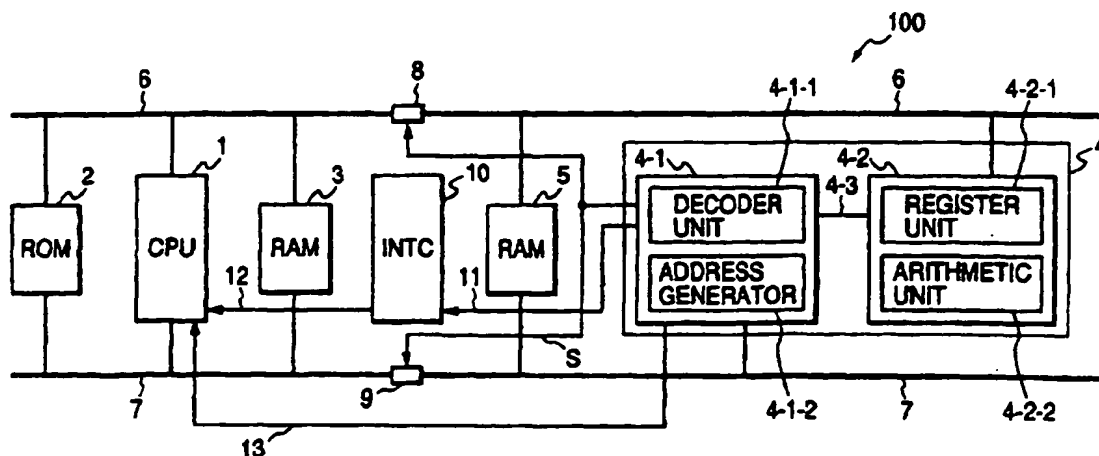 100
8
6
6
4-1-1
4-2-1
4
1
4-1
4-2
2
3
10
5
4-3
ROM
CPU
RAM
INTC
RAM
DECODER
UNIT
REGISTER
UNIT
ADDRESS
GENERATOR
ARITHMETIC
UNIT
12
11
S
7
9
4-1-2
4-2-2
7
13